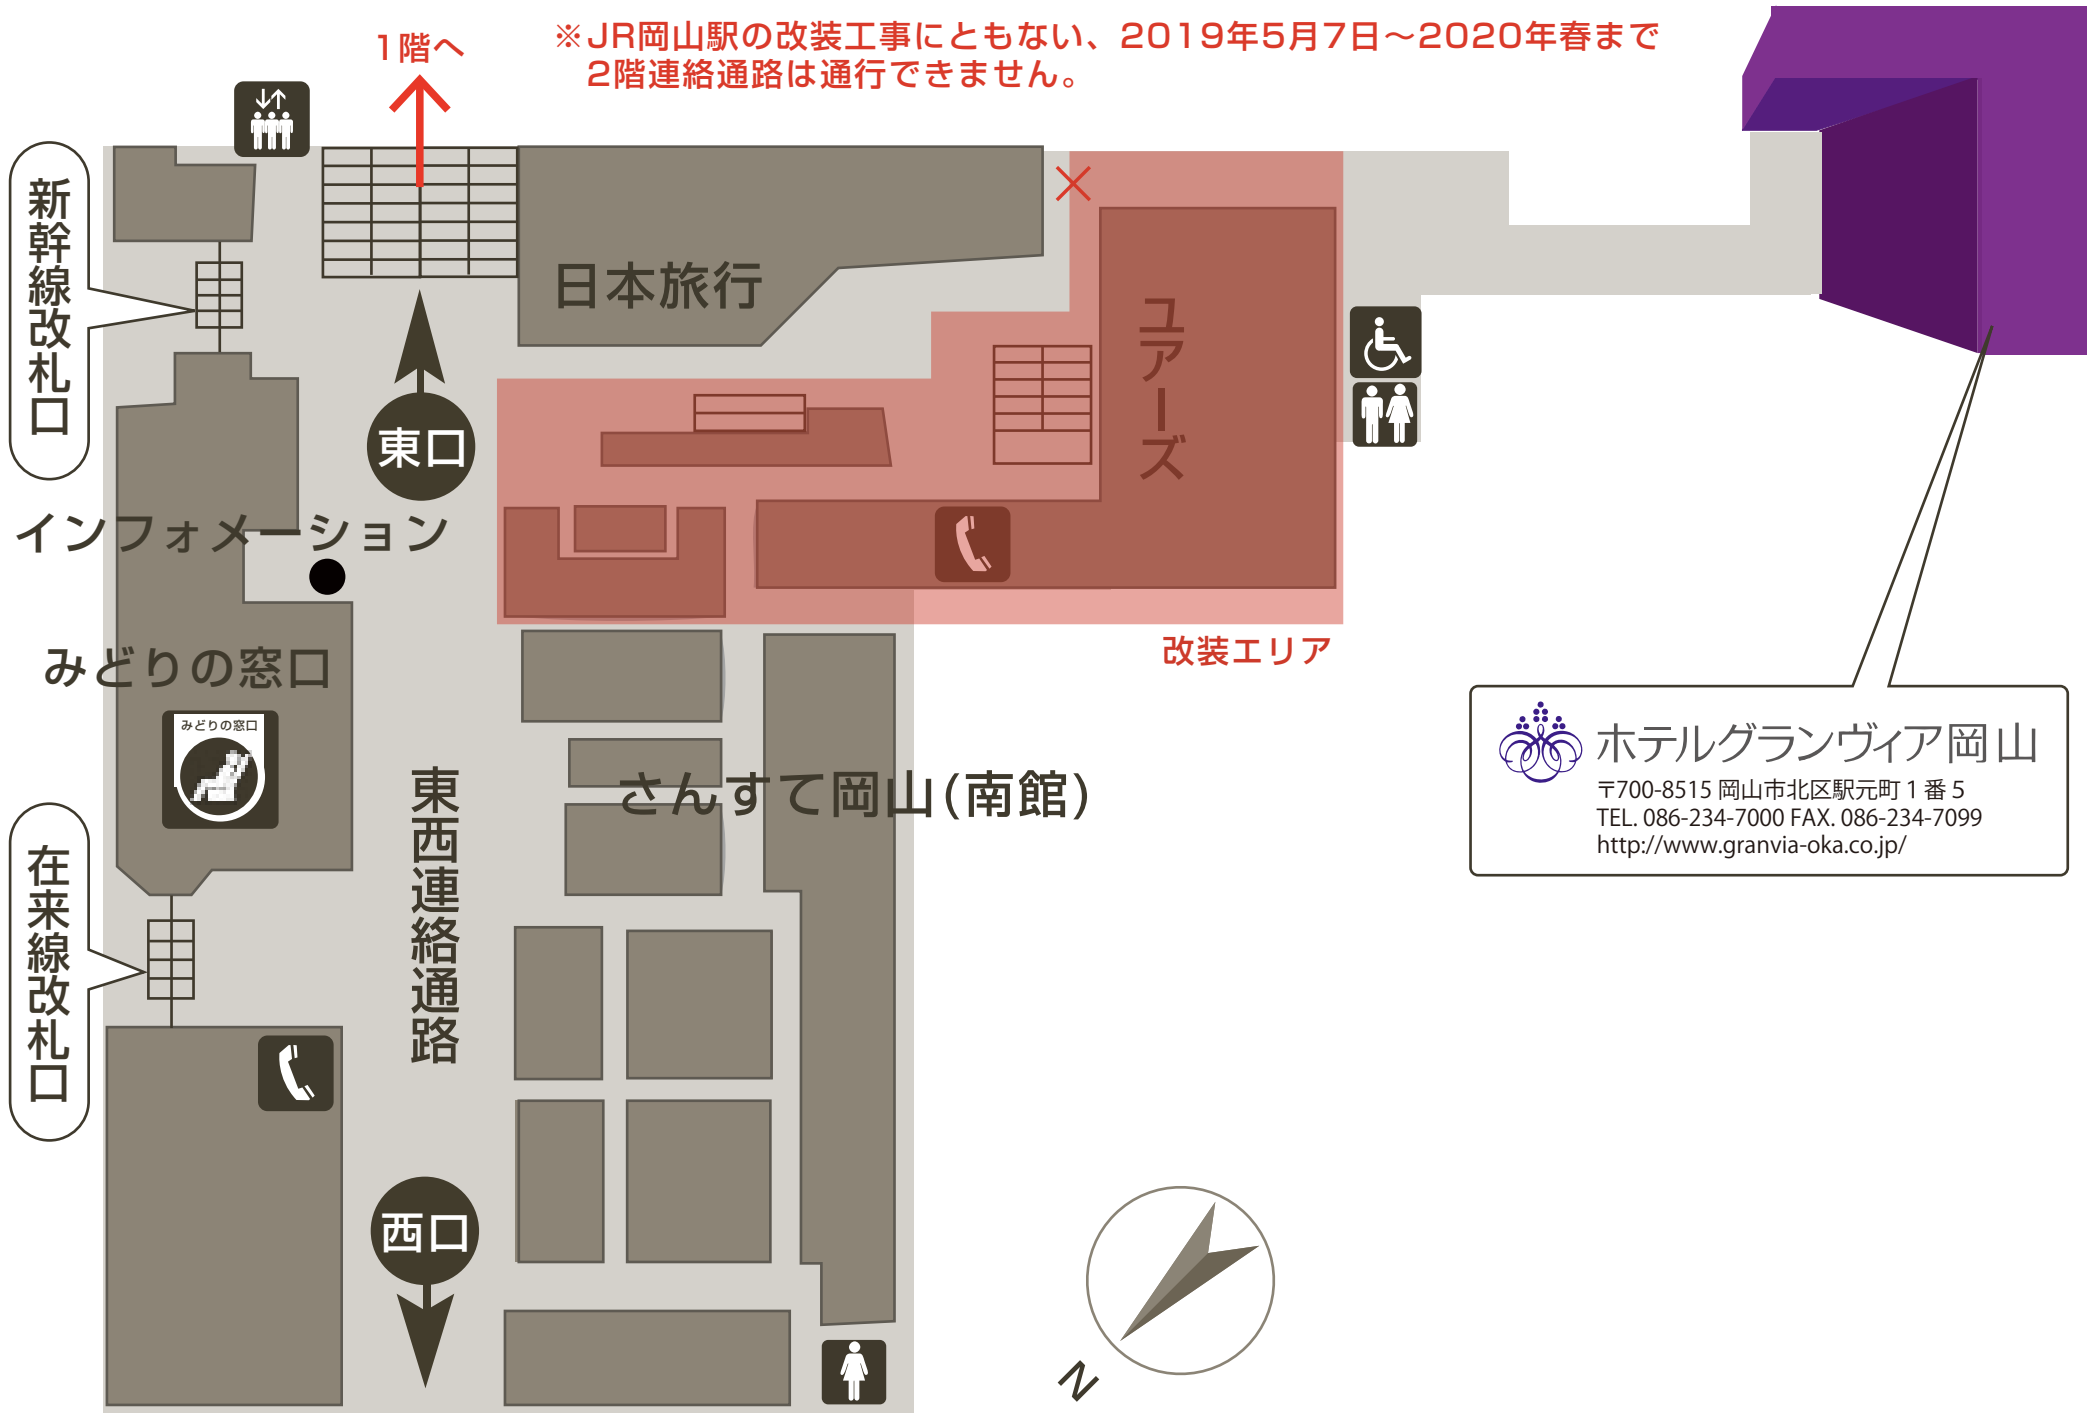 ※JR岡山駅の改装工事にともない、2019年5月7日～2020年春まで
2階連絡通路は通行できません。
1階へ
新幹線改札口
日本旅行
ユアーズ
東口
インフォメーション
改装エリア
みどりの窓口
みどりの窓口
さんすて岡山(南館)
東西連絡通路
在来線改札口
西口
ホテルグランヴィア岡山
〒700-8515 岡山市北区駅元町1番5
TEL. 086-234-7000 FAX. 086-234-7099
http://www.granvia-oka.co.jp/
N